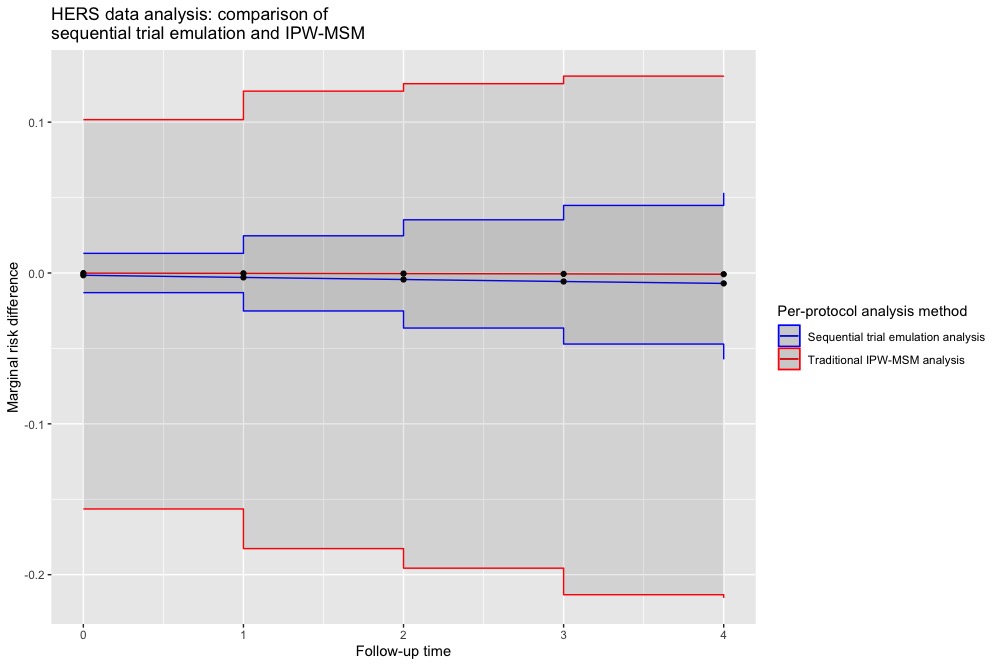 HERS data analysis: comparison of
sequential trial emulation and IPW-MSM
Marginal risk difference
0.1
0.0
-0.1
-0.2
0 1 2 3 4
Follow-up time
Per-protocol analysis method
Sequential trial emulation analysis
Traditional IPW-MSM analysis